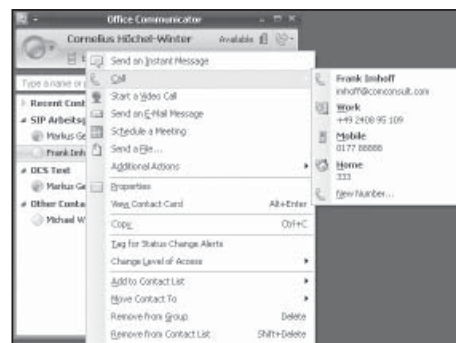 Office Communicator
Cornelius Höchel-Winter
Available
Type a name or p
Recent Cont
SIP Arbeitsg
Markus Ge
Frank Imh
OCS Test
Markus Ge
Other Conta
Michael W
Send an Instant Message
Call
Start a Video Call
Send an E-Mail Message
Schedule a Meeting
Send a File...
Additional Actions
Properties
View Contact Card Alt+Enter
Copy Ctrl+C
Tag for Status Change Alerts
Change Level of Access
Add to Contact List
Move Contact To
Remove from Group Delete
Remove from Contact List Shift+Delete
Frank Imhoff
imhoff@comconsult.com
Work
+49 2408 95 109
Mobile
0177 88888
Home
333
New Number...